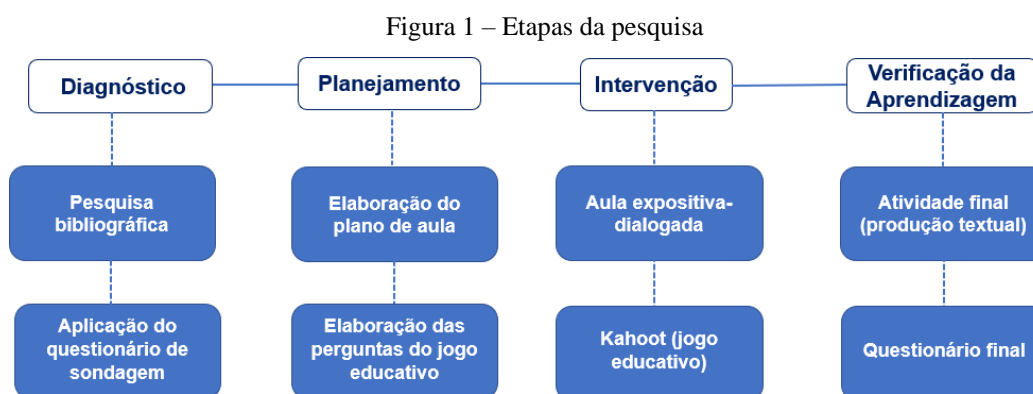 Figura 1 – Etapas da pesquisa
Diagnóstico
Planejamento
Intervenção
Verificação da
Aprendizagem
Pesquisa
bibliográfica
Elaboração do
plano de aula
Aula expositiva-
dialogada
Atividade final
(produção textual)
Aplicação do
questionário de
sondagem
Elaboração das
perguntas do jogo
educativo
Kahoot (jogo
educativo)
Questionário final